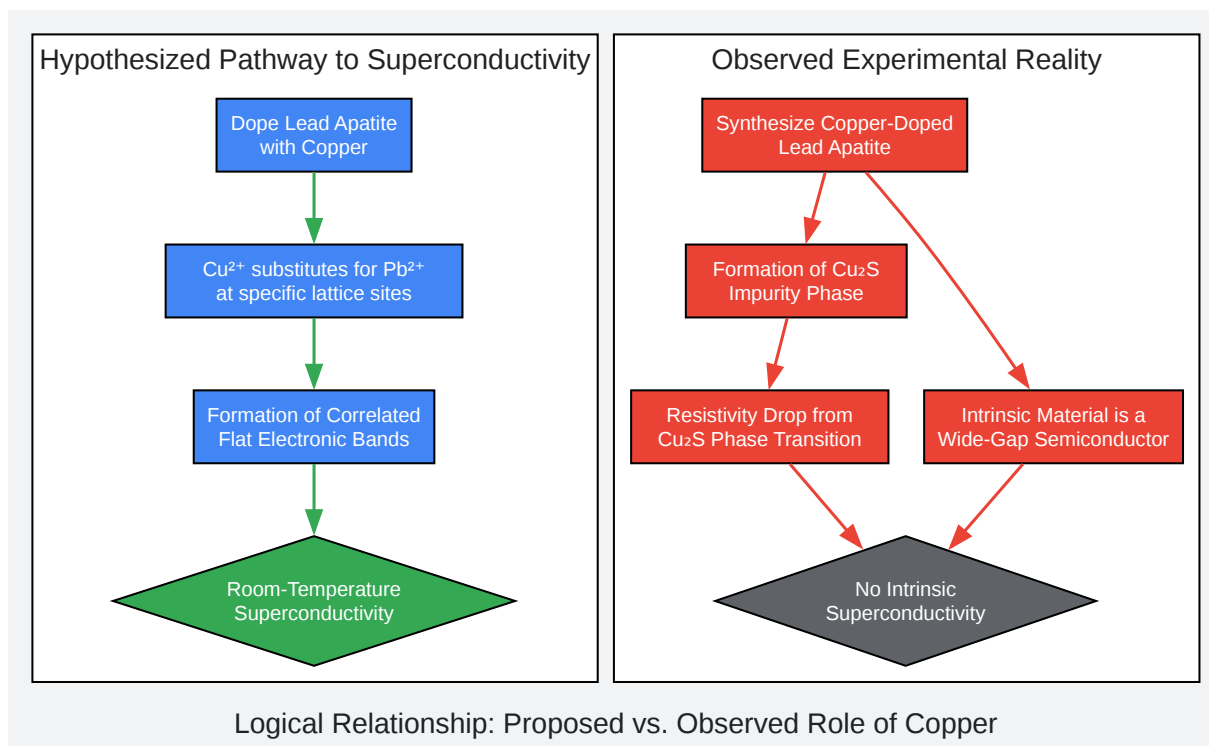 Hypothesized Pathway to Superconductivity
Dope Lead Apatite
with Copper
Cu²⁺ substitutes for Pb²⁺
at specific lattice sites
Formation of Correlated
Flat Electronic Bands
Room-Temperature
Superconductivity
Observed Experimental Reality
Synthesize Copper-Doped
Lead Apatite
Formation of Cu₂S
Impurity Phase
Resistivity Drop from
Cu₂S Phase Transition
Intrinsic Material is a
Wide-Gap Semiconductor
No Intrinsic
Superconductivity
Logical Relationship: Proposed vs. Observed Role of Copper